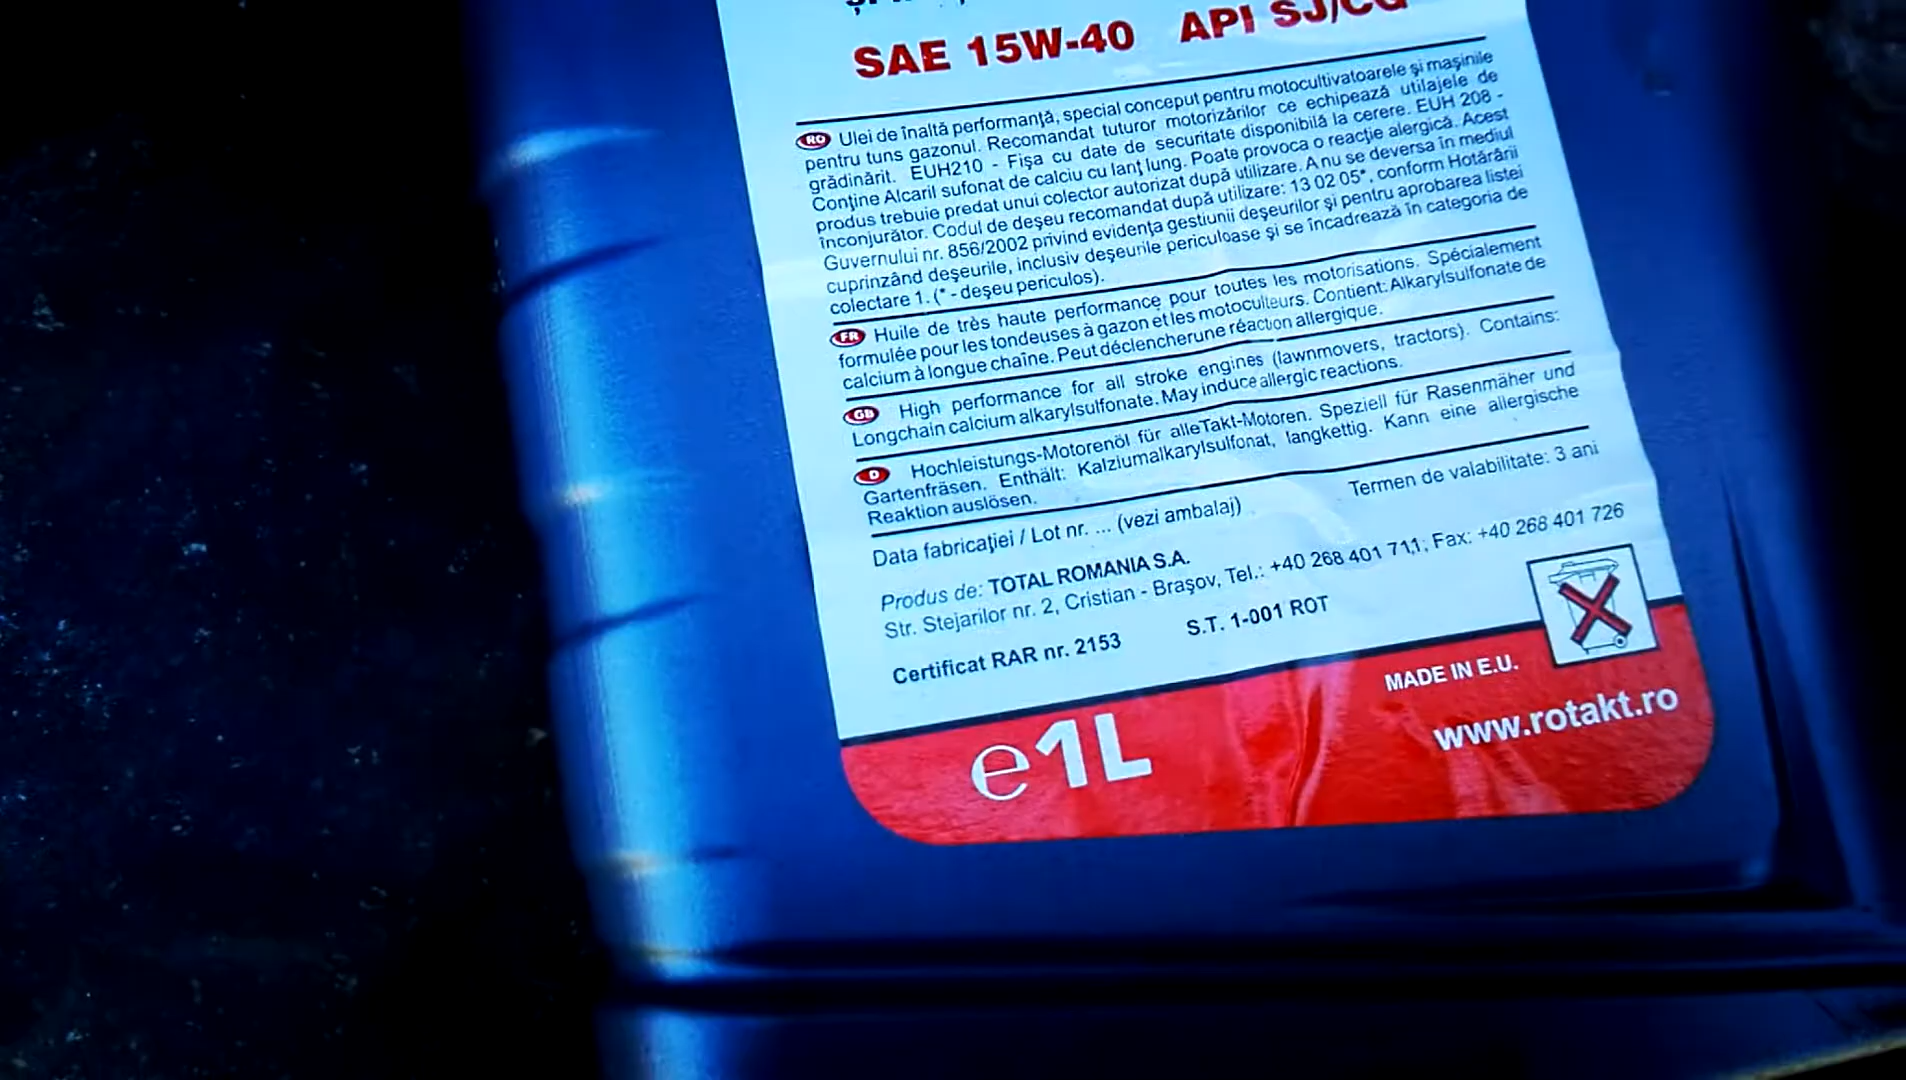 SAE 15W-40 API SJ/CG
RO Ulei de înaltă performanţă, special conceput pentru motocultivatoarele şi maşinile
pentru tuns gazonul. Recomandat tuturor motorizărilor ce echipează utilajele de
grădinărit. EUH210 - Fişa cu date de securitate disponibilă la cerere. EUH 208 -
Conţine Alcaril sufonat de calciu cu lanţ lung. Poate provoca o reacţie alergică. Acest
produs trebuie predat unui colector autorizat după utilizare. A nu se deversa în mediul
înconjurător. Codul de deşeu recomandat după utilizare: 13 02 05*, conform Hotărârii
Guvernului nr. 856/2002 privind evidenţa gestiunii deşeurilor şi pentru aprobarea listei
cuprinzând deşeurile, inclusiv deşeurile periculoase şi se încadrează în categoria de
colectare 1. (* - deşeu periculos).
FR Huile de très haute performance pour toutes les motorisations. Spécialement
formulée pour les tondeuses à gazon et les motoculteurs. Contient: Alkarylsulfonate de
calcium à longue chaîne. Peut déclencherune réaction allergique.
GB High performance for all stroke engines (lawnmovers, tractors). Contains:
Longchain calcium alkarylsulfonate. May induce allergic reactions.
D Hochleistungs-Motorenöl für alleTakt-Motoren. Speziell für Rasenmäher und
Gartenfräsen. Enthält: Kalziumalkarylsulfonat, langkettig. Kann eine allergische
Reaktion auslösen.
Data fabricaţiei / Lot nr. ... (vezi ambalaj) Termen de valabilitate: 3 ani
Produs de: TOTAL ROMANIA S.A.
Str. Stejarilor nr. 2, Cristian - Braşov, Tel.: +40 268 401 711; Fax: +40 268 401 726
Certificat RAR nr. 2153 S.T. 1-001 ROT
MADE IN E.U.
e1L www.rotakt.ro